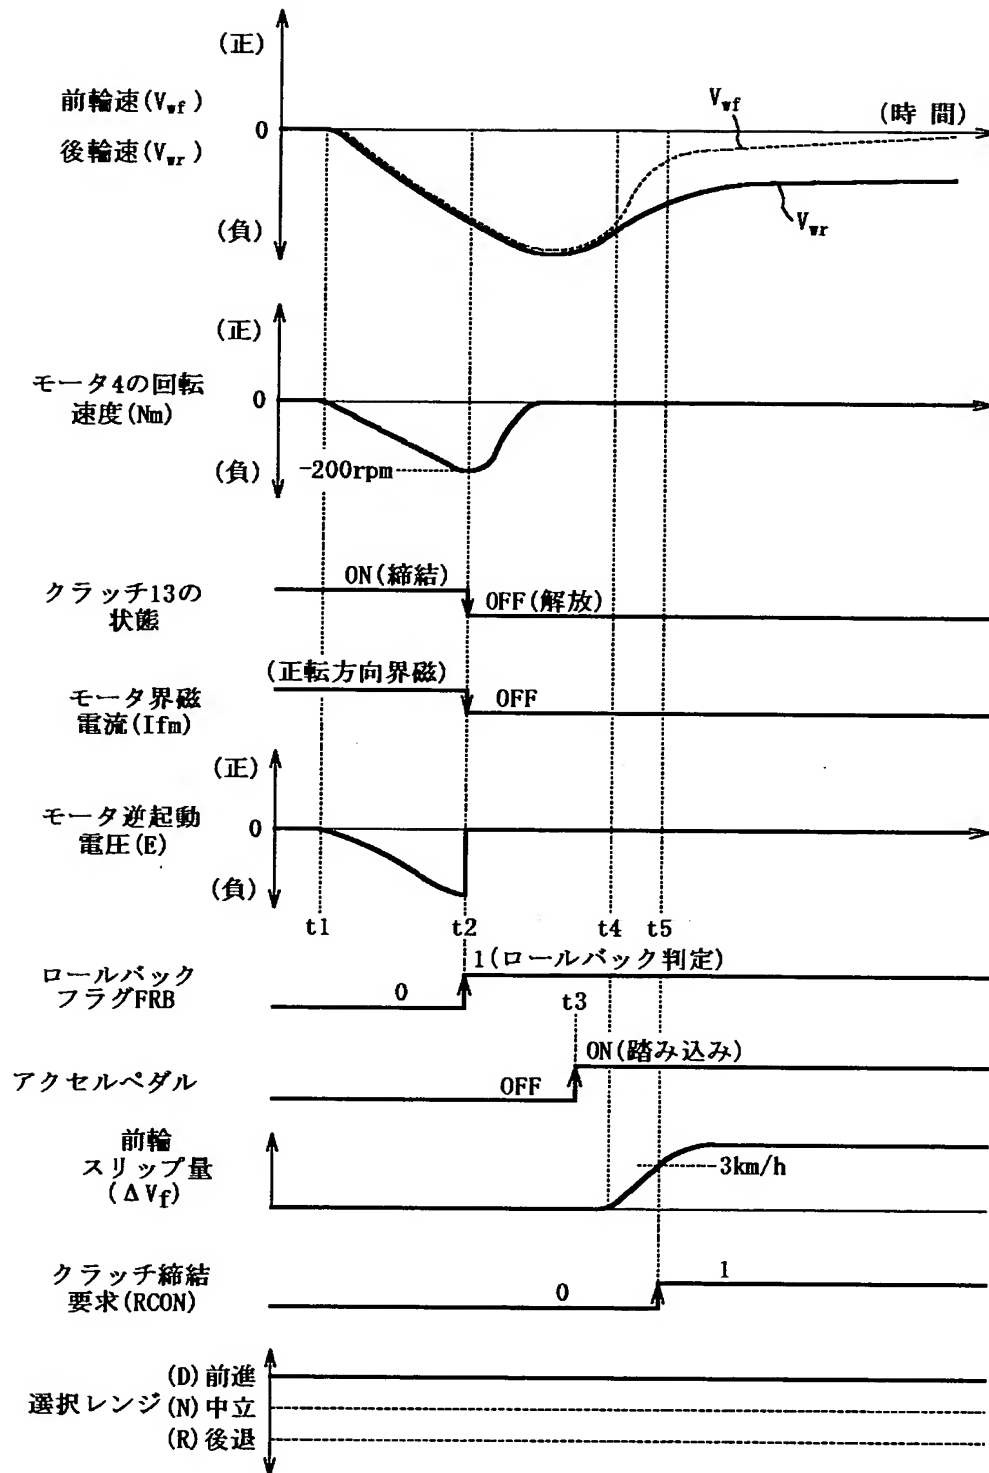 (正)
前輪速(Vwf)
Vwf
(時 間)
0
後輪速(Vwr)
(負)
Vwr
(正)
モータ4の回転
速度(Nm)
0
(負)
-200rpm
クラッチ13の
状態
ON(締結)
OFF(解放)
モータ界磁
電流(Ifm)
(正転方向界磁)
OFF
(正)
モータ逆起動
電圧(E)
0
(負)
t1
t2
t4
t5
ロールバック
フラグFRB
0
1(ロールバック判定)
t3
アクセルペダル
OFF
ON(踏み込み)
前輪
スリップ量
(ΔVf)
3km/h
クラッチ締結
要求(RCON)
0
1
選択レンジ
(D)前進
(N)中立
(R)後退